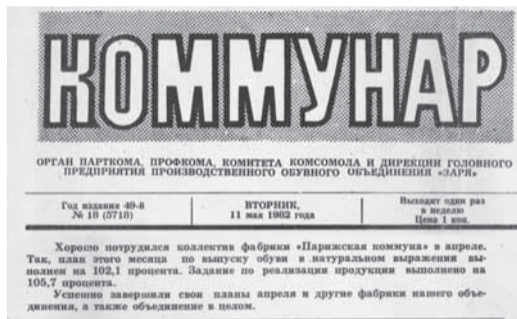 КОММУНАР
ОРГАН ПАРТКОМА, ПРОФКОМА, КОМИТЕТА КОМСОМОЛА И ДИРЕКЦИИ ГОЛОВНОГО
ПРЕДПРИЯТИЯ ПРОИЗВОДСТВЕННОГО ОБУВНОГО ОБЪЕДИНЕНИЯ «ЗАРЯ»
Год издания 49-й
№ 18 (5718)
ВТОРНИК,
11 мая 1982 года
Выходит один раз
в неделю
Цена 1 коп.
Хорошо потрудился коллектив фабрики «Парижская коммуна» в апреле.
Так, план этого месяца по выпуску обуви в натуральном выражении вы-
полнен на 102,1 процента. Задание по реализации продукции выполнено на
105,7 процента.
Успешно завершили свои планы апреля и другие фабрики нашего объе-
динения, а также объединение в целом.